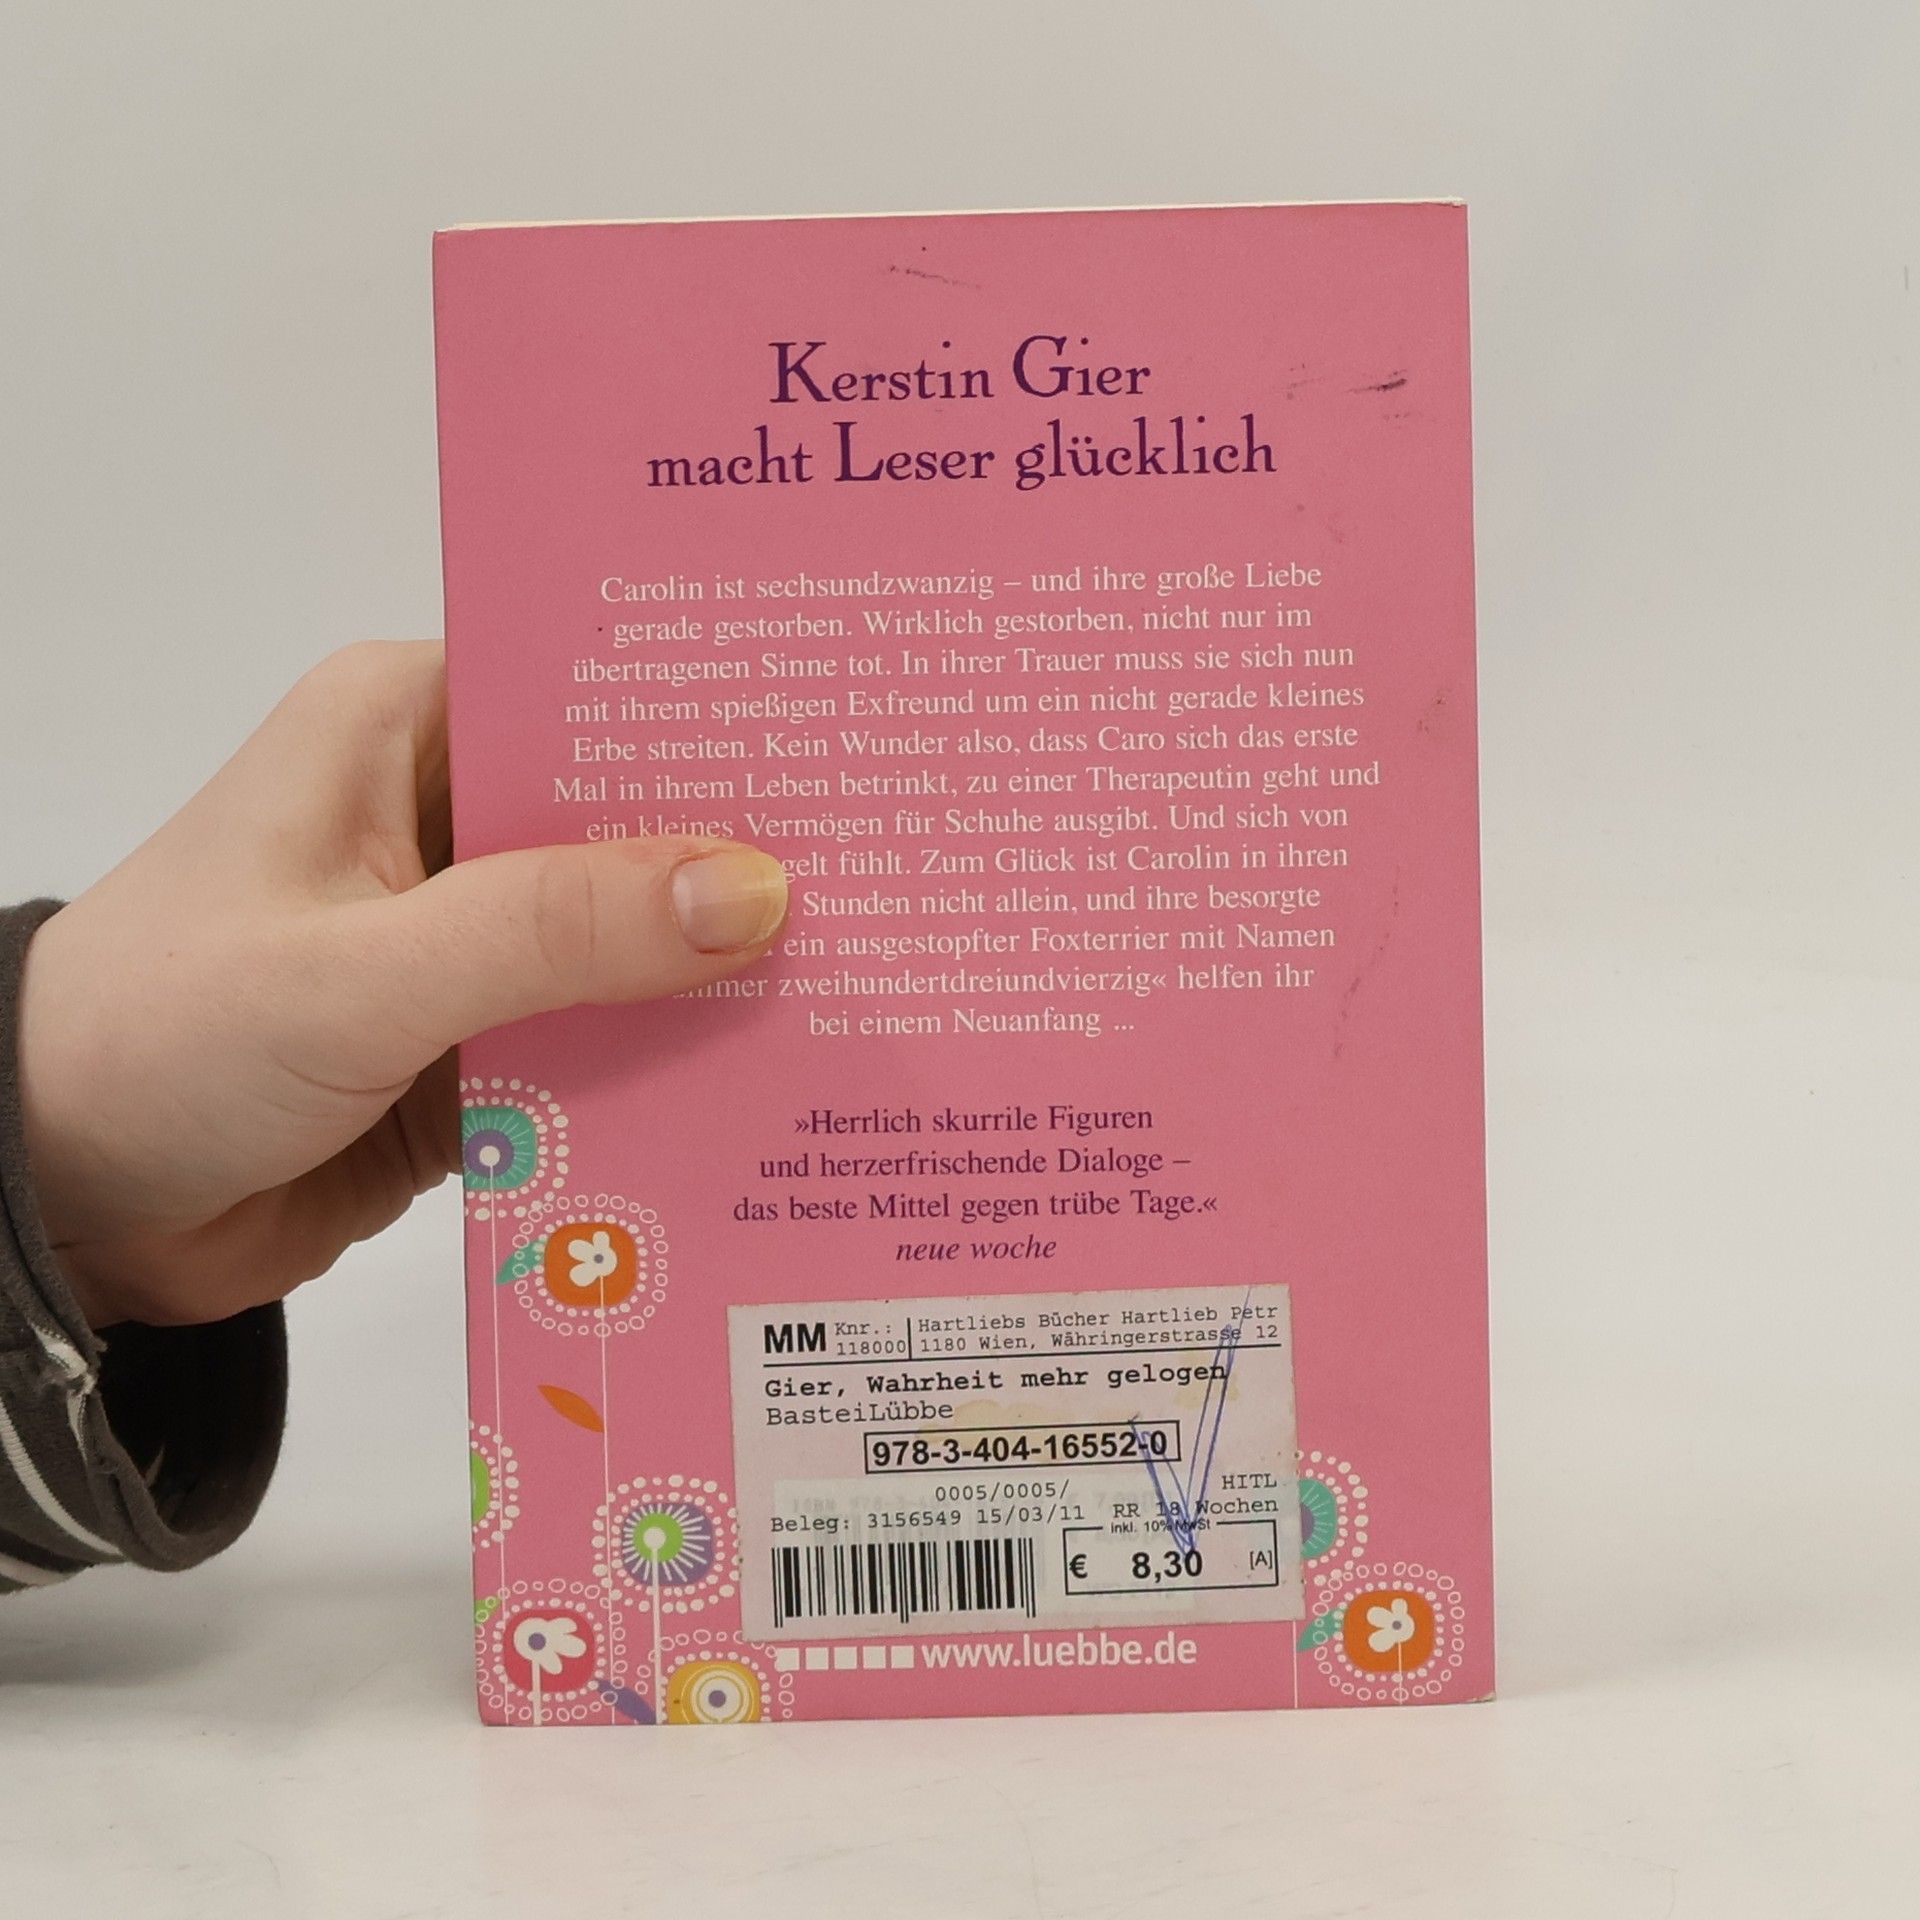 Kerstin Gier
macht Leser glücklich
Carolin ist sechsundzwanzig – und ihre große Liebe
gerade gestorben. Wirklich gestorben, nicht nur im
übertragenen Sinne tot. In ihrer Trauer muss sie sich nun
mit ihrem spießigen Exfreund um ein nicht gerade kleines
Erbe streiten. Kein Wunder also, dass Caro sich das erste
Mal in ihrem Leben betrinkt, zu einer Therapeutin geht und
ein kleines Vermögen für Schuhe ausgibt. Und sich von
fühlt. Zum Glück ist Carolin in ihren
Stunden nicht allein, und ihre besorgte
ein ausgestopfter Foxterrier mit Namen
zweihundertdreiundvierzig« helfen ihr
bei einem Neuanfang ...
»Herrlich skurrile Figuren
und herzerfrischende Dialoge –
das beste Mittel gegen trübe Tage.«
neue woche
MM Knr.: Hartliebs Bücher Hartlieb Petr
118000 1180 Wien, Währingerstrasse 12
Gier, Wahrheit mehr gelogen
BasteiLübbe
978-3-404-16552-0
0005/0005/ HITL
Beleg: 3156549 15/03/11 RR 18 Wochen
inkl. 10% MwSt
€ 8,30 [A]
www.luebbe.de